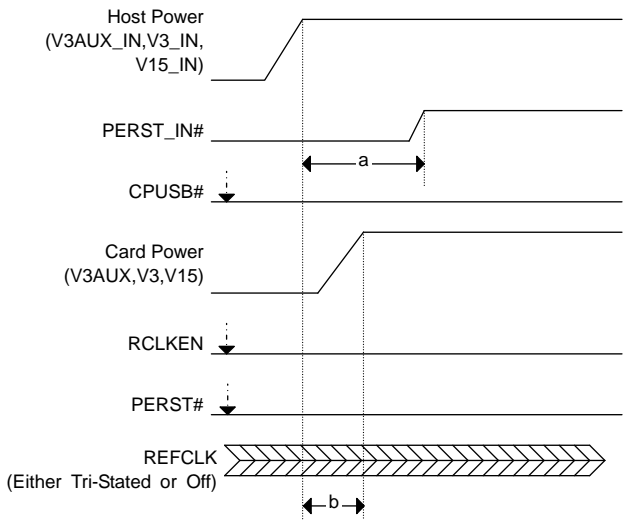 Host Power
(V3AUX_IN,V3_IN,
V15_IN)
PERST_IN#
a
CPUSB#
Card Power
(V3AUX,V3,V15)
RCLKEN
PERST#
REFCLK
(Either Tri-Stated or Off)
b